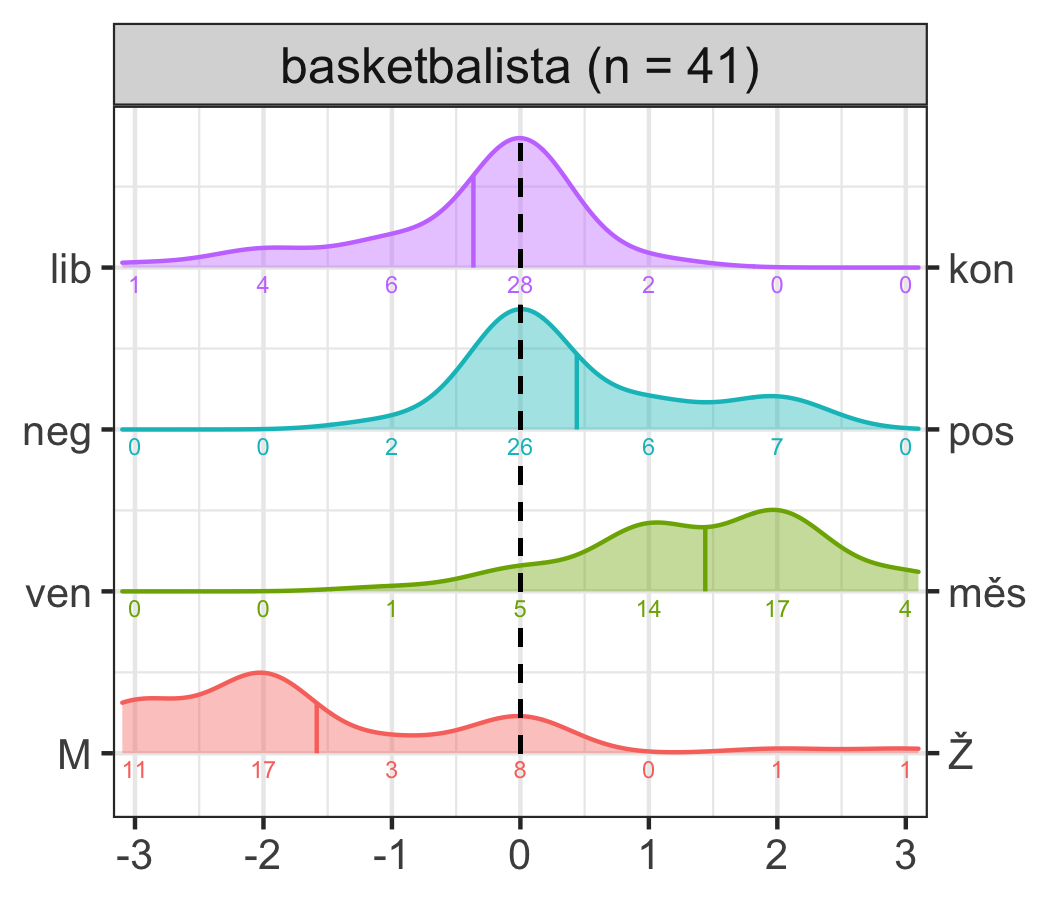 basketbalista (n = 41)
lib kon
1 4 6 28 2 0 0
neg pos
0 0 2 26 6 7 0
ven měs
0 0 1 5 14 17 4
M Ž
11 17 3 8 0 1 1
-3 -2 -1 0 1 2 3